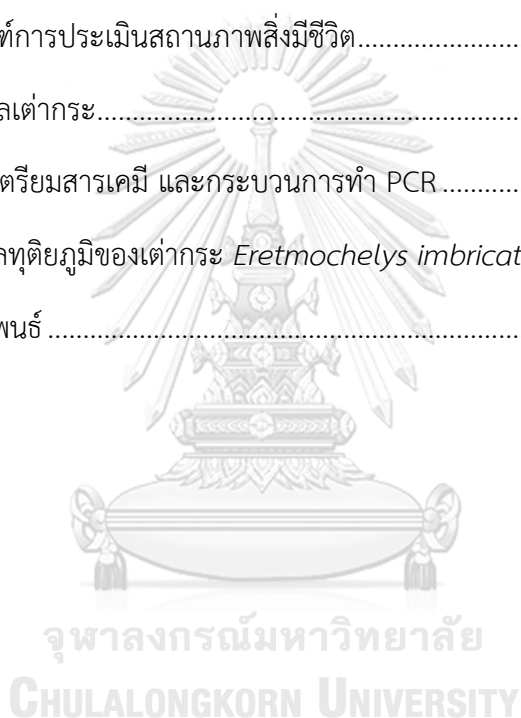 ฑ์การประเมินสถานภาพสิ่งมีชีวิต........................
ลเต่ากระ................................................................
เตรียมสารเคมี และกระบวนการทำ PCR...........
ลทุติยภูมิของเต่ากระ Eretmochelys imbricat
พนธ์.......................................................................
จุฬาลงกรณ์มหาวิทยาลัย
CHULALONGKORN UNIVERSITY